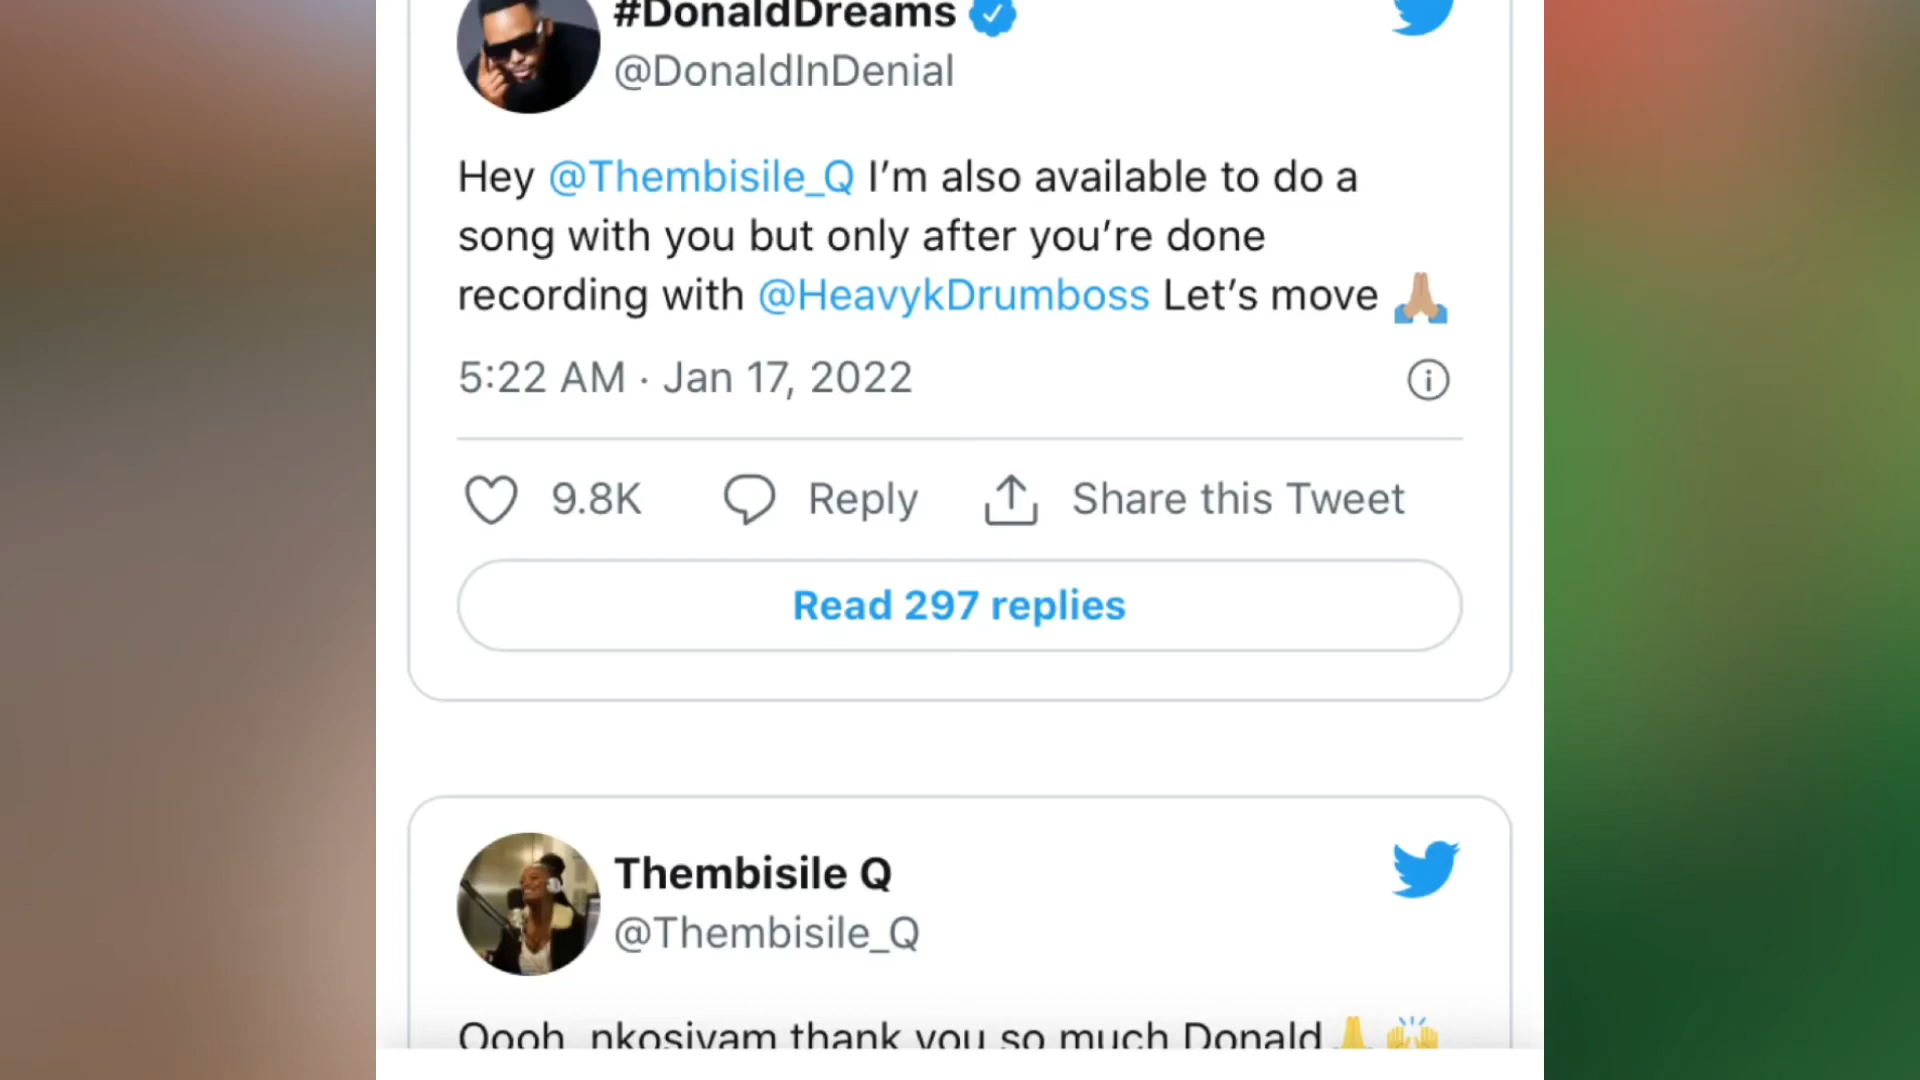 #DonaldDreams
@DonaldInDenial
Hey @Thembisile_Q I’m also available to do a
song with you but only after you’re done
recording with @HeavykDrumboss Let’s move 🙏🏼
5:22 AM · Jan 17, 2022
9.8K Reply Share this Tweet
Read 297 replies
Thembisile Q
@Thembisile_Q
Oooh nkosiyam thank you so much Donald🙏 🙌